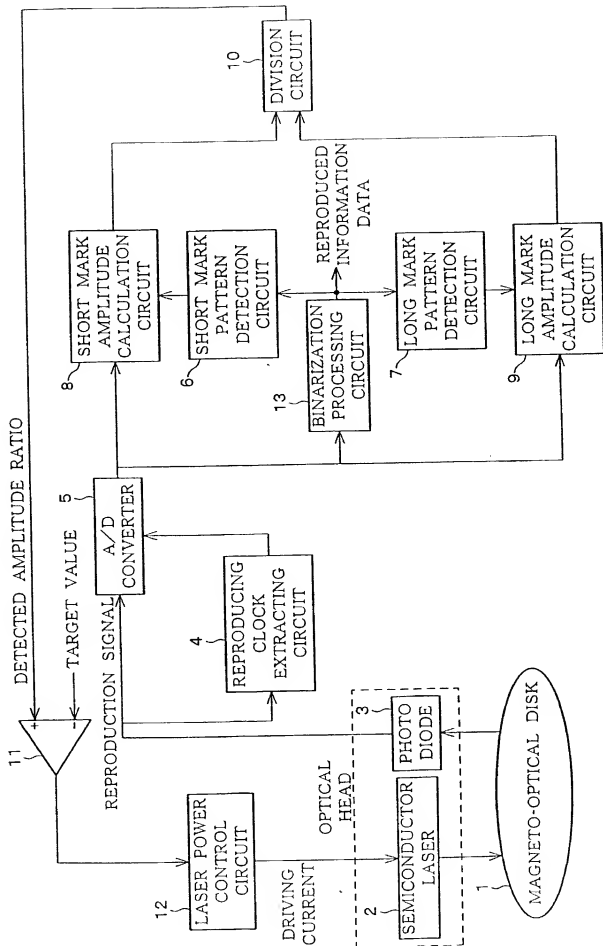 DETECTED AMPLITUDE RATIO
11
+
-
TARGET VALUE
REPRODUCTION SIGNAL
5
A/D
CONVERTER
4
REPRODUCING
CLOCK
EXTRACTING
CIRCUIT
12
LASER POWER
CONTROL
CIRCUIT
DRIVING
CURRENT
OPTICAL
HEAD
2
SEMICONDUCTOR
LASER
3
PHOTO
DIODE
1
MAGNETO-OPTICAL DISK
8
SHORT MARK
AMPLITUDE
CALCULATION
CIRCUIT
6
SHORT MARK
PATTERN
DETECTION
CIRCUIT
13
BINARIZATION
PROCESSING
CIRCUIT
REPRODUCED
INFORMATION
DATA
7
LONG MARK
PATTERN
DETECTION
CIRCUIT
9
LONG MARK
AMPLITUDE
CALCULATION
CIRCUIT
10
DIVISION
CIRCUIT